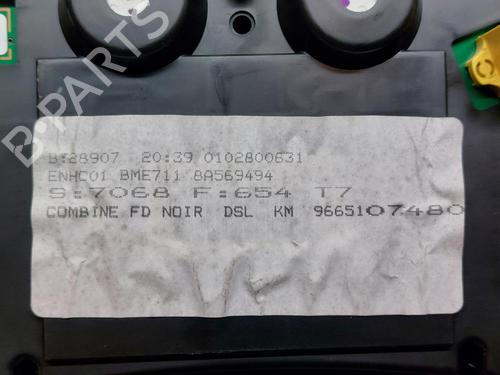 B:28907 20:39 0102800631
ENHC01 BME711 8A569494
S:7068 F:654 T7
COMBINE FD NOIR DSL KM 9665107480
B-PARTS